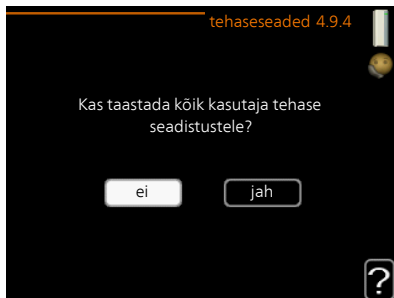 tehaseseaded 4.9.4
Kas taastada kõik kasutaja tehase
seadistustele?
ei
jah
?